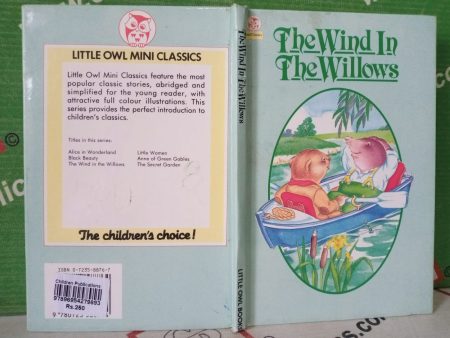 LITTLE OWL MINI CLASSICS
Little Owl Mini Classics feature the most
popular classic stories, abridged and
simplified for the young reader, with
attractive full colour illustrations. This
series provides the perfect introduction to
children's classics.
Titles in this series:
Alice in Wonderland
Black Beauty
The Wind in the Willows
Little Women
Anne of Green Gables
The Secret Garden
The children's choice!
Children Publications
Rs.260
The Wind In The Willows
LITTLE OWL BOOKS
The Wind In
The Willows